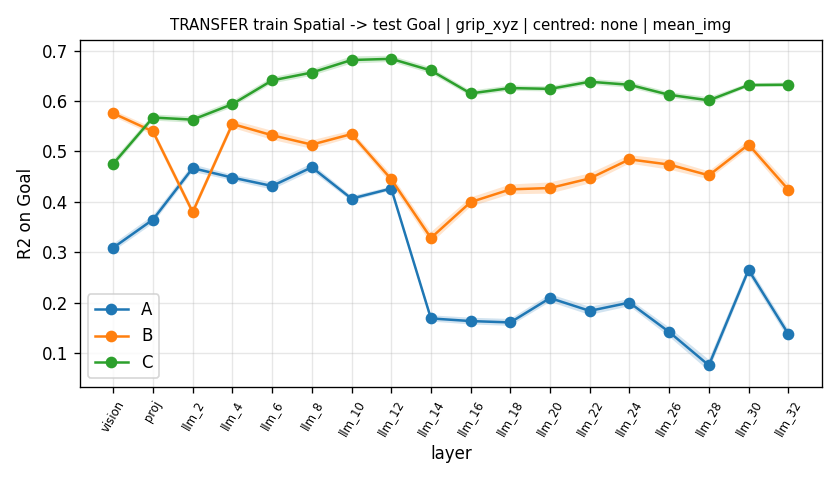 TRANSFER train Spatial -> test Goal | grip_xyz | centred: none | mean_img
R2 on Goal
0.7
0.6
0.5
0.4
0.3
0.2
0.1
A
B
C
vision
proj
llm_2
llm_4
llm_6
llm_8
llm_10
llm_12
llm_14
llm_16
llm_18
llm_20
llm_22
llm_24
llm_26
llm_28
llm_30
llm_32
layer